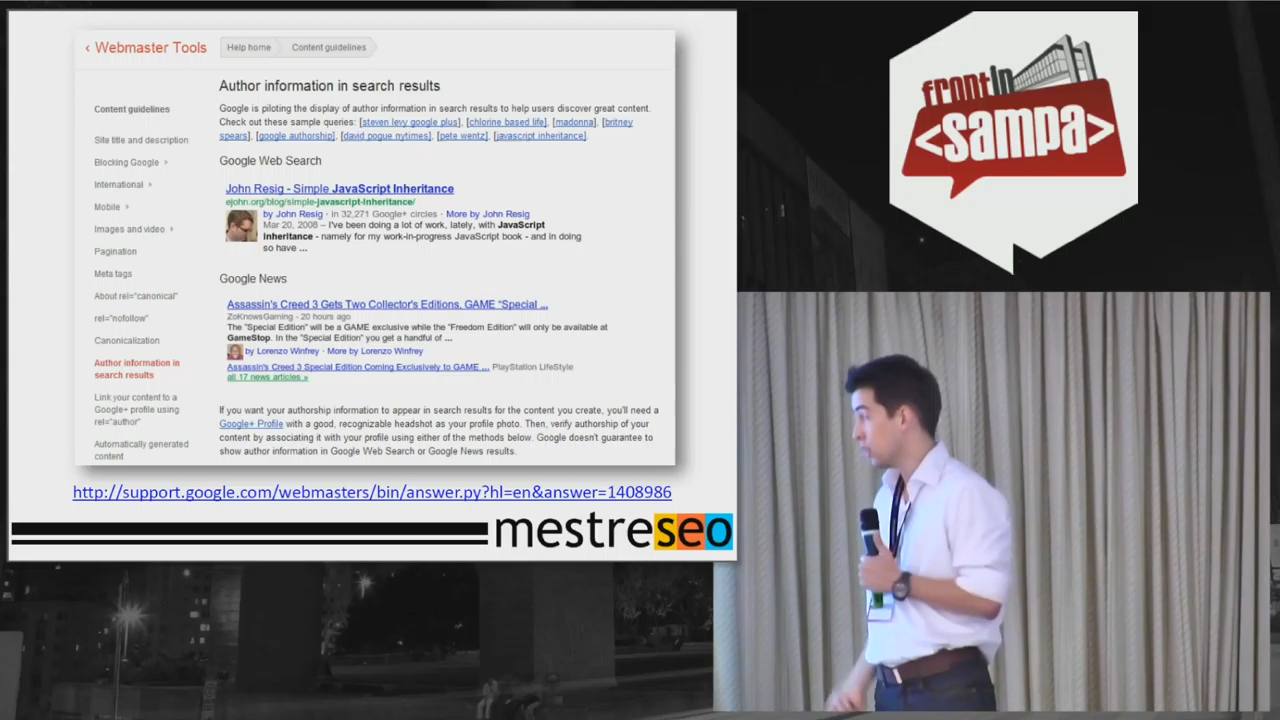 ‹ Webmaster Tools
Help home
Content guidelines
Content guidelines
Site title and description
Blocking Google
International
Mobile
Images and video
Pagination
Meta tags
About rel="canonical"
rel="nofollow"
Canonicalization
Author information in
search results
Link your content to a
Google+ profile using
rel="author"
Automatically generated
content
Author information in search results
Google is piloting the display of author information in search results to help users discover great content.
Check out these sample queries: [steven levy google plus], [chlorine based life], [madonna], [britney
spears], [google authorship], [david pogue nytimes], [pete wentz], [javascript inheritance]
Google Web Search
John Resig - Simple JavaScript Inheritance
ejohn.org/blog/simple-javascript-inheritance/
by John Resig - in 32,271 Google+ circles - More by John Resig
Mar 20, 2008 – I've been doing a lot of work, lately, with JavaScript
Inheritance - namely for my work-in-progress JavaScript book - and in doing
so have ...
Google News
Assassin's Creed 3 Gets Two Collector's Editions, GAME "Special ...
ZoKnowsGaming - 20 hours ago
The "Special Edition" will be a GAME exclusive while the "Freedom Edition" will only be available at
GameStop. In the "Special Edition" you get a handful of ...
by Lorenzo Winfrey - More by Lorenzo Winfrey
Assassin's Creed 3 Special Edition Coming Exclusively to GAME ... PlayStation LifeStyle
all 17 news articles »
If you want your authorship information to appear in search results for the content you create, you'll need a
Google+ Profile with a good, recognizable headshot as your profile photo. Then, verify authorship of your
content by associating it with your profile using either of the methods below. Google doesn't guarantee to
show author information in Google Web Search or Google News results.
http://support.google.com/webmasters/bin/answer.py?hl=en&answer=1408986
mestreseo
frontin
<sampa>